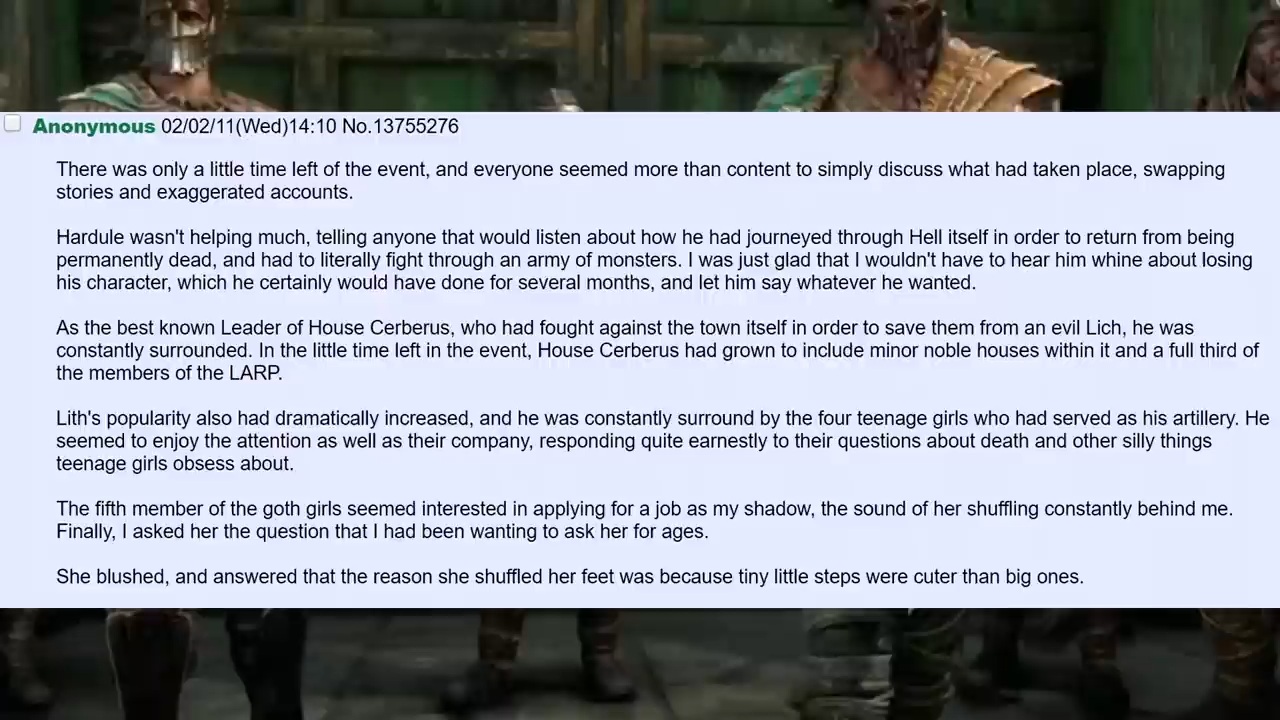 Anonymous 02/02/11(Wed)14:10 No.13755276
There was only a little time left of the event, and everyone seemed more than content to simply discuss what had taken place, swapping
stories and exaggerated accounts.
Hardule wasn't helping much, telling anyone that would listen about how he had journeyed through Hell itself in order to return from being
permanently dead, and had to literally fight through an army of monsters. I was just glad that I wouldn't have to hear him whine about losing
his character, which he certainly would have done for several months, and let him say whatever he wanted.
As the best known Leader of House Cerberus, who had fought against the town itself in order to save them from an evil Lich, he was
constantly surrounded. In the little time left in the event, House Cerberus had grown to include minor noble houses within it and a full third of
the members of the LARP.
Lith's popularity also had dramatically increased, and he was constantly surround by the four teenage girls who had served as his artillery. He
seemed to enjoy the attention as well as their company, responding quite earnestly to their questions about death and other silly things
teenage girls obsess about.
The fifth member of the goth girls seemed interested in applying for a job as my shadow, the sound of her shuffling constantly behind me.
Finally, I asked her the question that I had been wanting to ask her for ages.
She blushed, and answered that the reason she shuffled her feet was because tiny little steps were cuter than big ones.